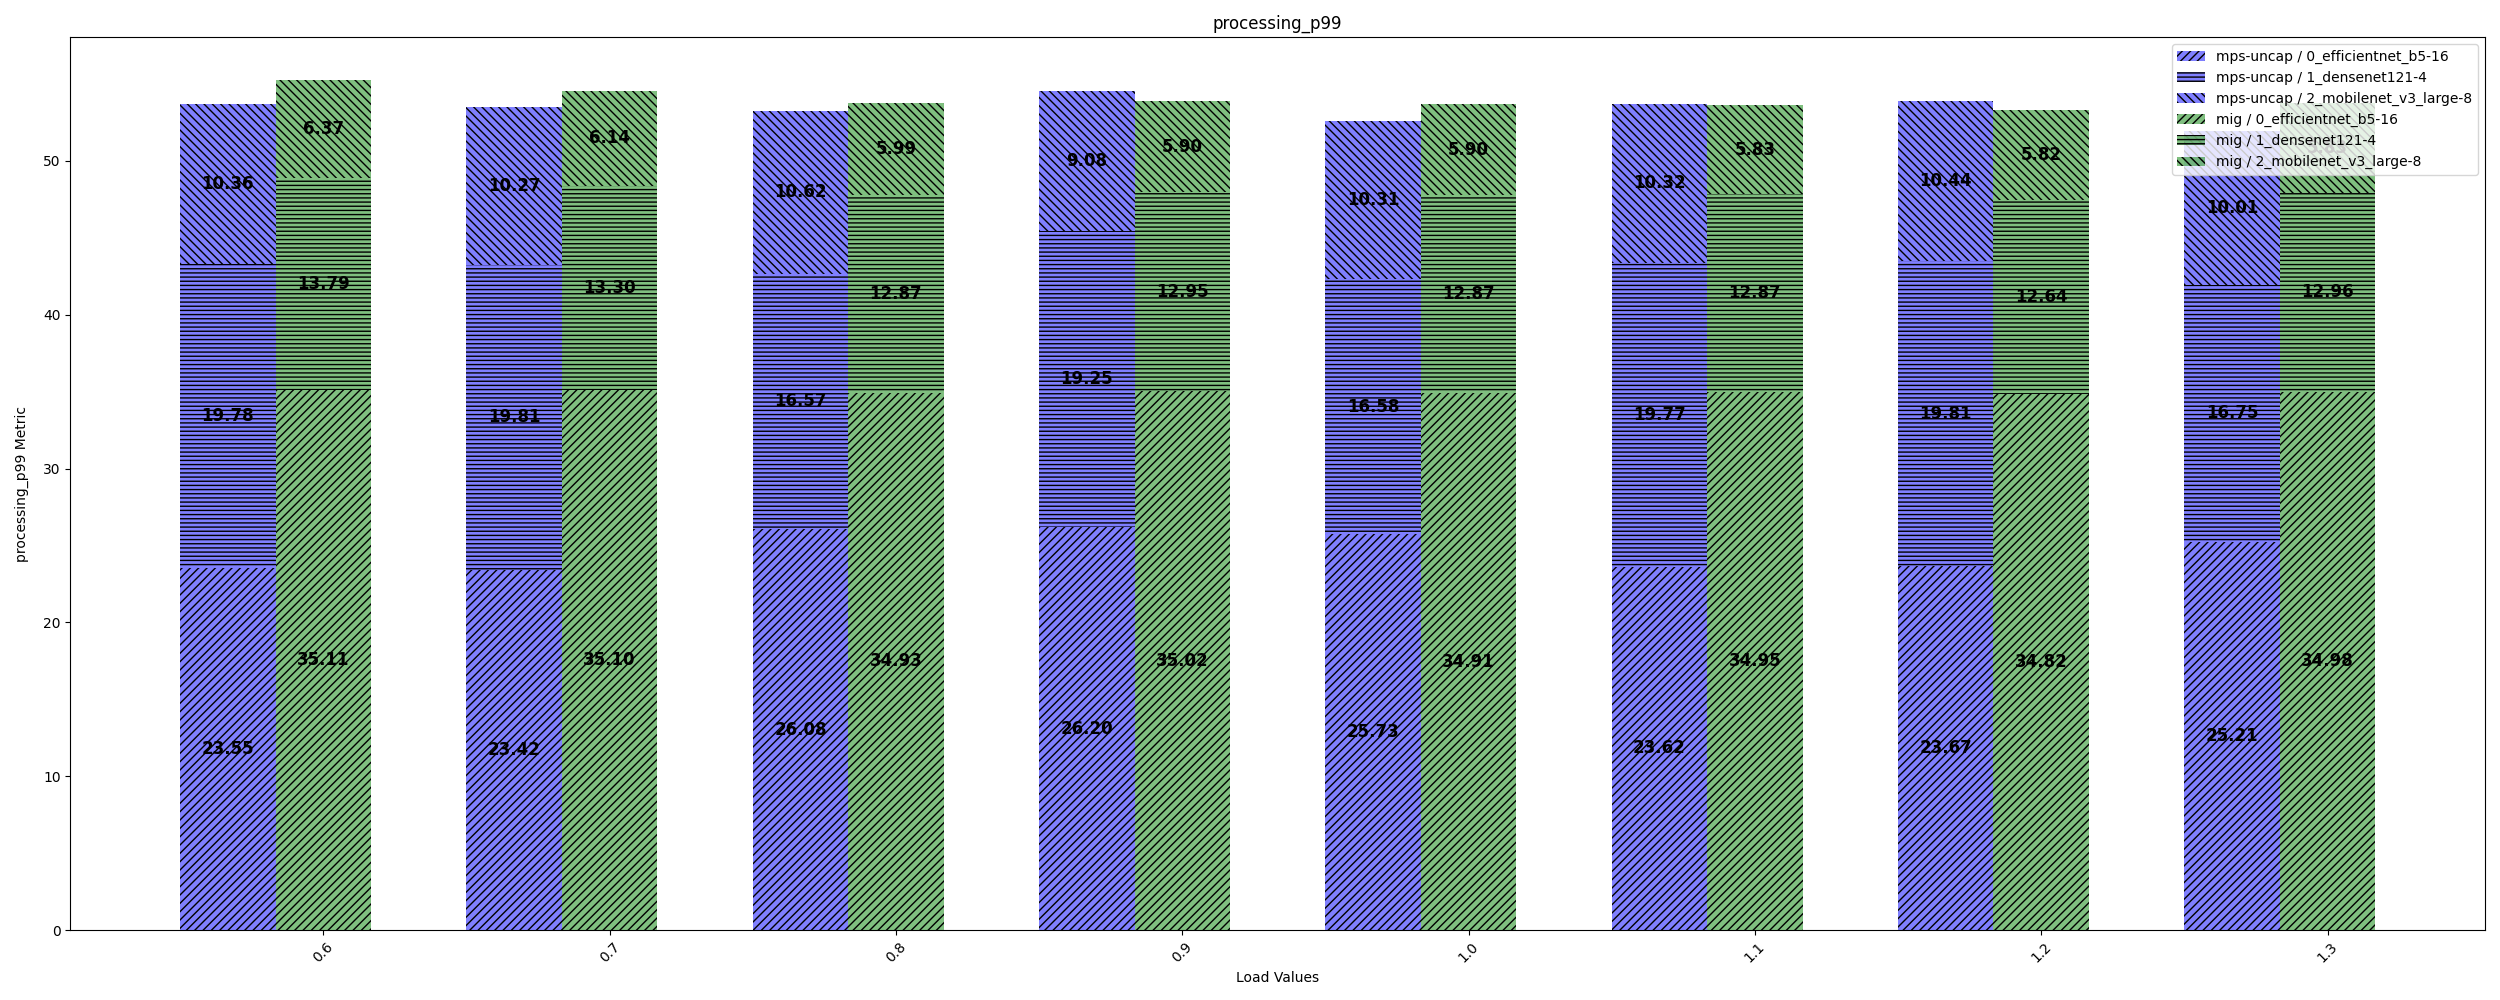 processing_p99
mps-uncap / 0_efficientnet_b5-16
mps-uncap / 1_densenet121-4
mps-uncap / 2_mobilenet_v3_large-8
mig / 0_efficientnet_b5-16
mig / 1_densenet121-4
mig / 2_mobilenet_v3_large-8
processing_p99 Metric
50
40
30
20
10
0
10.36 6.37 10.27 6.14 10.62 5.99 9.08 5.90 10.31 5.90 10.32 5.83 10.44 5.82 10.01
19.78 13.79 19.81 13.30 16.57 12.87 19.25 12.95 16.58 12.87 19.77 12.87 19.81 12.64 16.75 12.96
23.55 35.11 23.42 35.10 26.08 34.93 26.20 35.02 25.73 34.91 23.62 34.95 23.67 34.82 25.21 34.98
0.6 0.7 0.8 0.9 1.0 1.1 1.2 1.3
Load Values